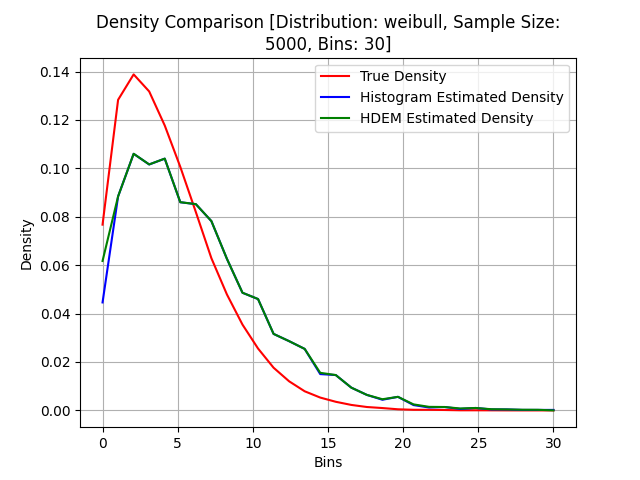 Density Comparison [Distribution: weibull, Sample Size:
5000, Bins: 30]
True Density
Histogram Estimated Density
HDEM Estimated Density
Density
0.14
0.12
0.10
0.08
0.06
0.04
0.02
0.00
0 5 10 15 20 25 30
Bins